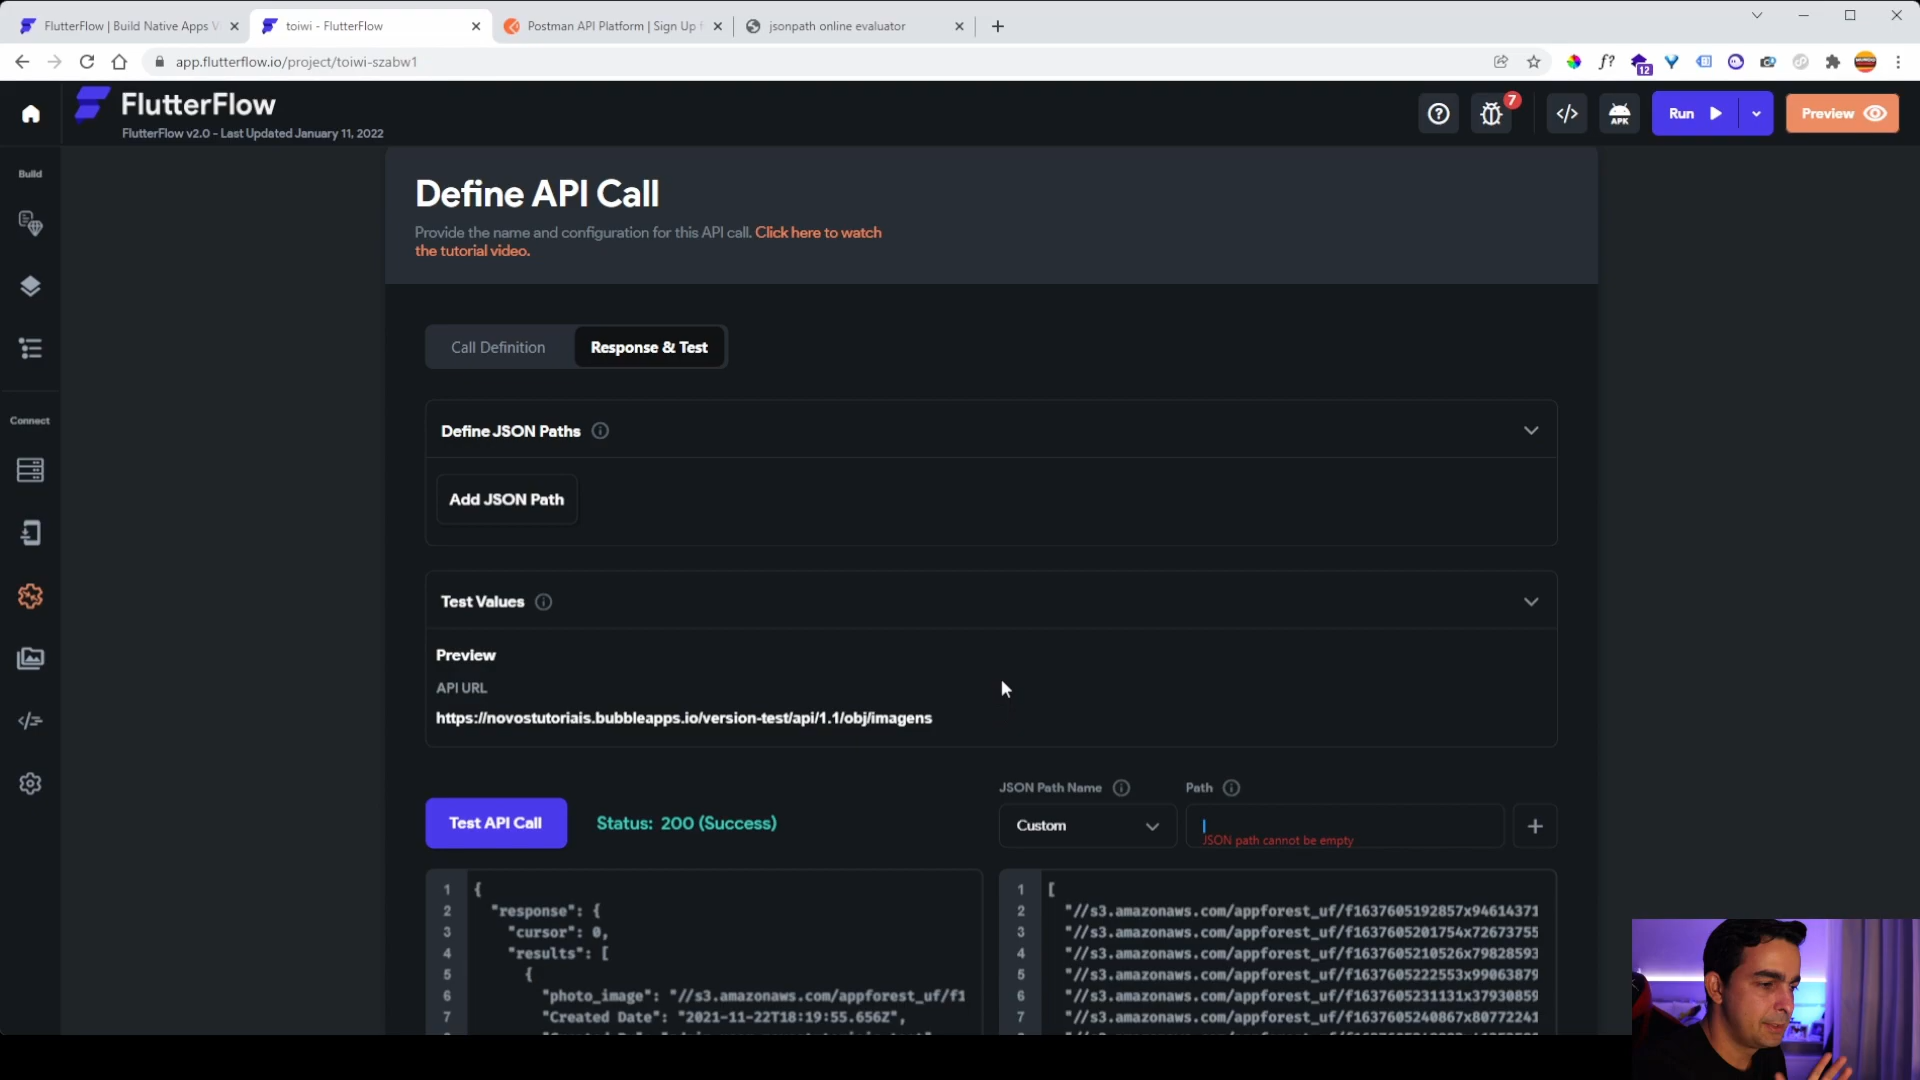 FlutterFlow | Build Native Apps V
toiwi - FlutterFlow
Postman API Platform | Sign Up f
jsonpath online evaluator
app.flutterflow.io/project/toiwi-szabw1
f?
12
FlutterFlow
FlutterFlow v2.0 - Last Updated January 11, 2022
7
APK
Run
Preview
Build
Connect
Define API Call
Provide the name and configuration for this API call. Click here to watch
the tutorial video.
Call Definition
Response & Test
Define JSON Paths
Add JSON Path
Test Values
Preview
API URL
https://novostutoriais.bubbleapps.io/version-test/api/1.1/obj/imagens
Test API Call
Status: 200 (Success)
JSON Path Name
Path
Custom
JSON path cannot be empty
1 {
2 "response": {
3 "cursor": 0,
4 "results": [
5 {
6 "photo_image": "//s3.amazonaws.com/appforest_uf/f1
7 "Created Date": "2021-11-22T18:19:55.656Z",
1 [
2 "//s3.amazonaws.com/appforest_uf/f1637605192857x94614371
3 "//s3.amazonaws.com/appforest_uf/f1637605201754x72673755
4 "//s3.amazonaws.com/appforest_uf/f1637605210526x79828593
5 "//s3.amazonaws.com/appforest_uf/f1637605222553x99063879
6 "//s3.amazonaws.com/appforest_uf/f1637605231131x37930859
7 "//s3.amazonaws.com/appforest_uf/f1637605240867x80772241